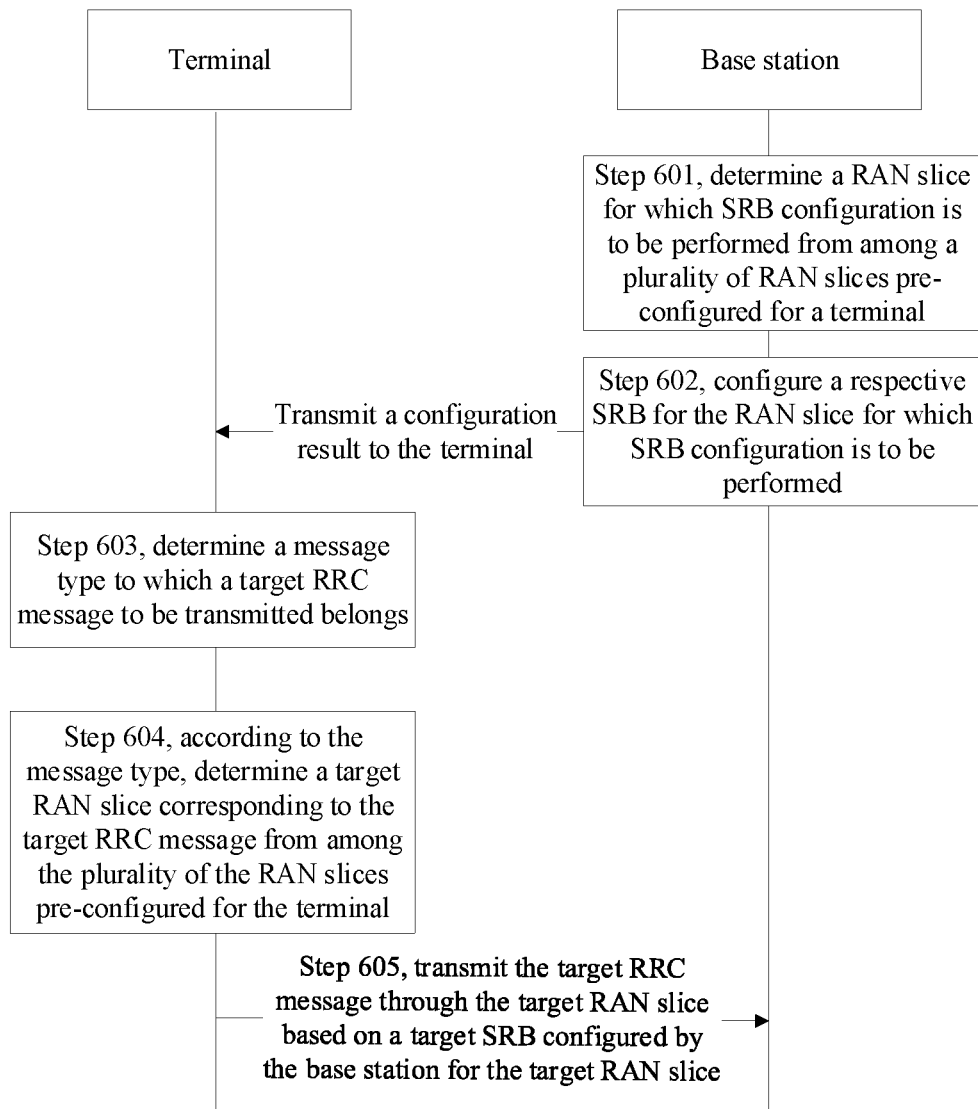 Terminal
Base station
Step 601, determine a RAN slice
for which SRB configuration is
to be performed from among a
plurality of RAN slices pre-
configured for a terminal
Step 602, configure a respective
SRB for the RAN slice for which
SRB configuration is to be
performed
Transmit a configuration
result to the terminal
Step 603, determine a message
type to which a target RRC
message to be transmitted belongs
Step 604, according to the
message type, determine a target
RAN slice corresponding to the
target RRC message from among
the plurality of the RAN slices
pre-configured for the terminal
Step 605, transmit the target RRC
message through the target RAN slice
based on a target SRB configured by
the base station for the target RAN slice